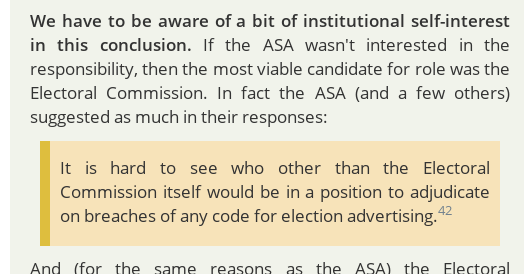 We have to be aware of a bit of institutional self-interest
in this conclusion. If the ASA wasn't interested in the
responsibility, then the most viable candidate for role was the
Electoral Commission. In fact the ASA (and a few others)
suggested as much in their responses:
It is hard to see who other than the Electoral
Commission itself would be in a position to adjudicate
on breaches of any code for election advertising.42
And (for the same reasons as the ASA) the Electoral